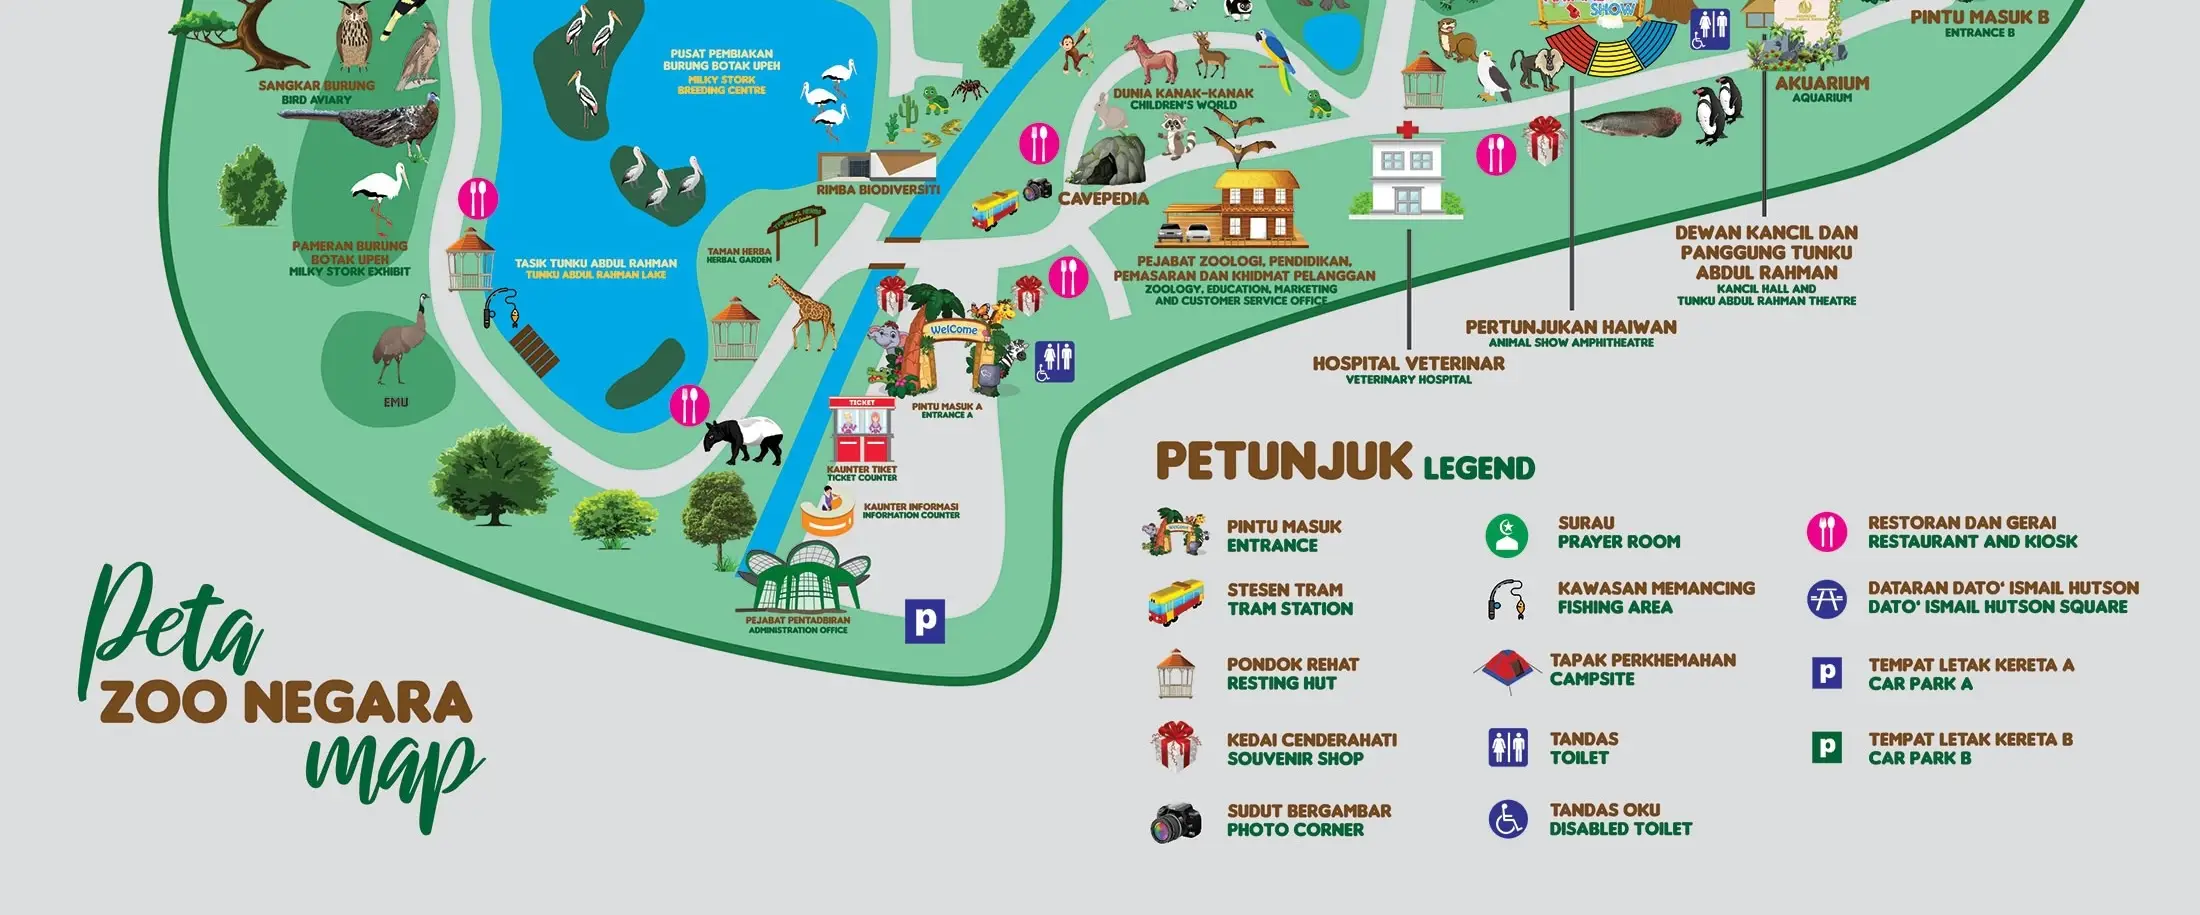 SHOW
PINTU MASUK B
ENTRANCE B
PUSAT PEMBIAKAN
BURUNG BOTAK UPEH
MILKY STORK
BREEDING CENTRE
SANGKAR BURUNG
BIRD AVIARY
DUNIA KANAK-KANAK
CHILDREN'S WORLD
AKUARIUM
AQUARIUM
RIMBA BIODIVERSITI
CAVEPEDIA
PAMERAN BURUNG
BOTAK UPEH
MILKY STORK EXHIBIT
TAMAN HERBA
HERBAL GARDEN
TASIK TUNKU ABDUL RAHMAN
TUNKU ABDUL RAHMAN LAKE
PEJABAT ZOOLOGI, PENDIDIKAN,
PEMASARAN DAN KHIDMAT PELANGGAN
ZOOLOGY, EDUCATION, MARKETING
AND CUSTOMER SERVICE OFFICE
DEWAN KANCIL DAN
PANGGUNG TUNKU
ABDUL RAHMAN
KANCIL HALL AND
TUNKU ABDUL RAHMAN THEATRE
PERTUNJUKAN HAIWAN
ANIMAL SHOW AMPHITHEATRE
HOSPITAL VETERINAR
VETERINARY HOSPITAL
WelCome
EMU
TICKET
PINTU MASUK A
ENTRANCE A
KAUNTER TIKET
TICKET COUNTER
KAUNTER INFORMASI
INFORMATION COUNTER
PEJABAT PENTADBIRAN
ADMINISTRATION OFFICE
P
Peta
ZOO NEGARA
map
PETUNJUK LEGEND
PINTU MASUK
ENTRANCE
STESEN TRAM
TRAM STATION
PONDOK REHAT
RESTING HUT
KEDAI CENDERAHATI
SOUVENIR SHOP
SUDUT BERGAMBAR
PHOTO CORNER
SURAU
PRAYER ROOM
KAWASAN MEMANCING
FISHING AREA
TAPAK PERKHEMAHAN
CAMPSITE
TANDAS
TOILET
TANDAS OKU
DISABLED TOILET
RESTORAN DAN GERAI
RESTAURANT AND KIOSK
DATARAN DATO‘ ISMAIL HUTSON
DATO‘ ISMAIL HUTSON SQUARE
P
TEMPAT LETAK KERETA A
CAR PARK A
P
TEMPAT LETAK KERETA B
CAR PARK B